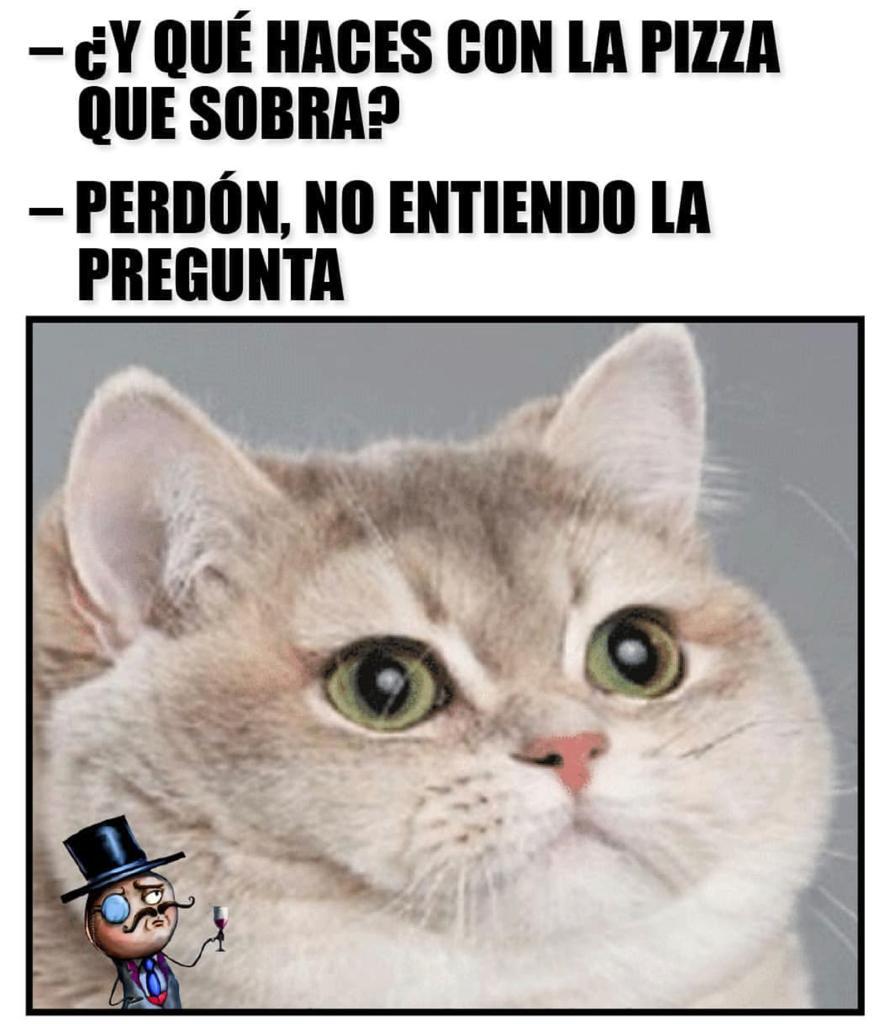 – ¿Y QUÉ HACES CON LA PIZZA
QUE SOBRA?
– PERDÓN, NO ENTIENDO LA
PREGUNTA